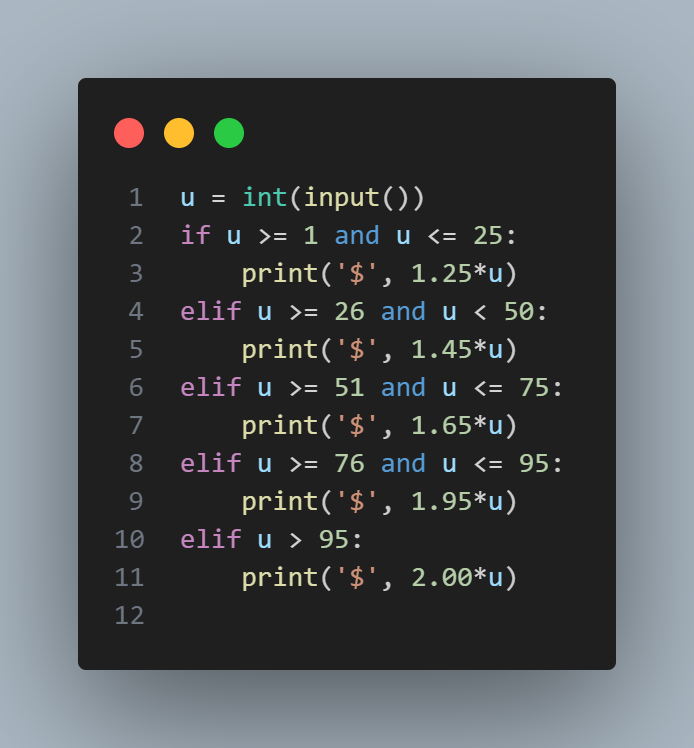 1 u = int(input())
2 if u >= 1 and u <= 25:
3     print('$', 1.25*u)
4 elif u >= 26 and u < 50:
5     print('$', 1.45*u)
6 elif u >= 51 and u <= 75:
7     print('$', 1.65*u)
8 elif u >= 76 and u <= 95:
9     print('$', 1.95*u)
10 elif u > 95:
11     print('$', 2.00*u)
12